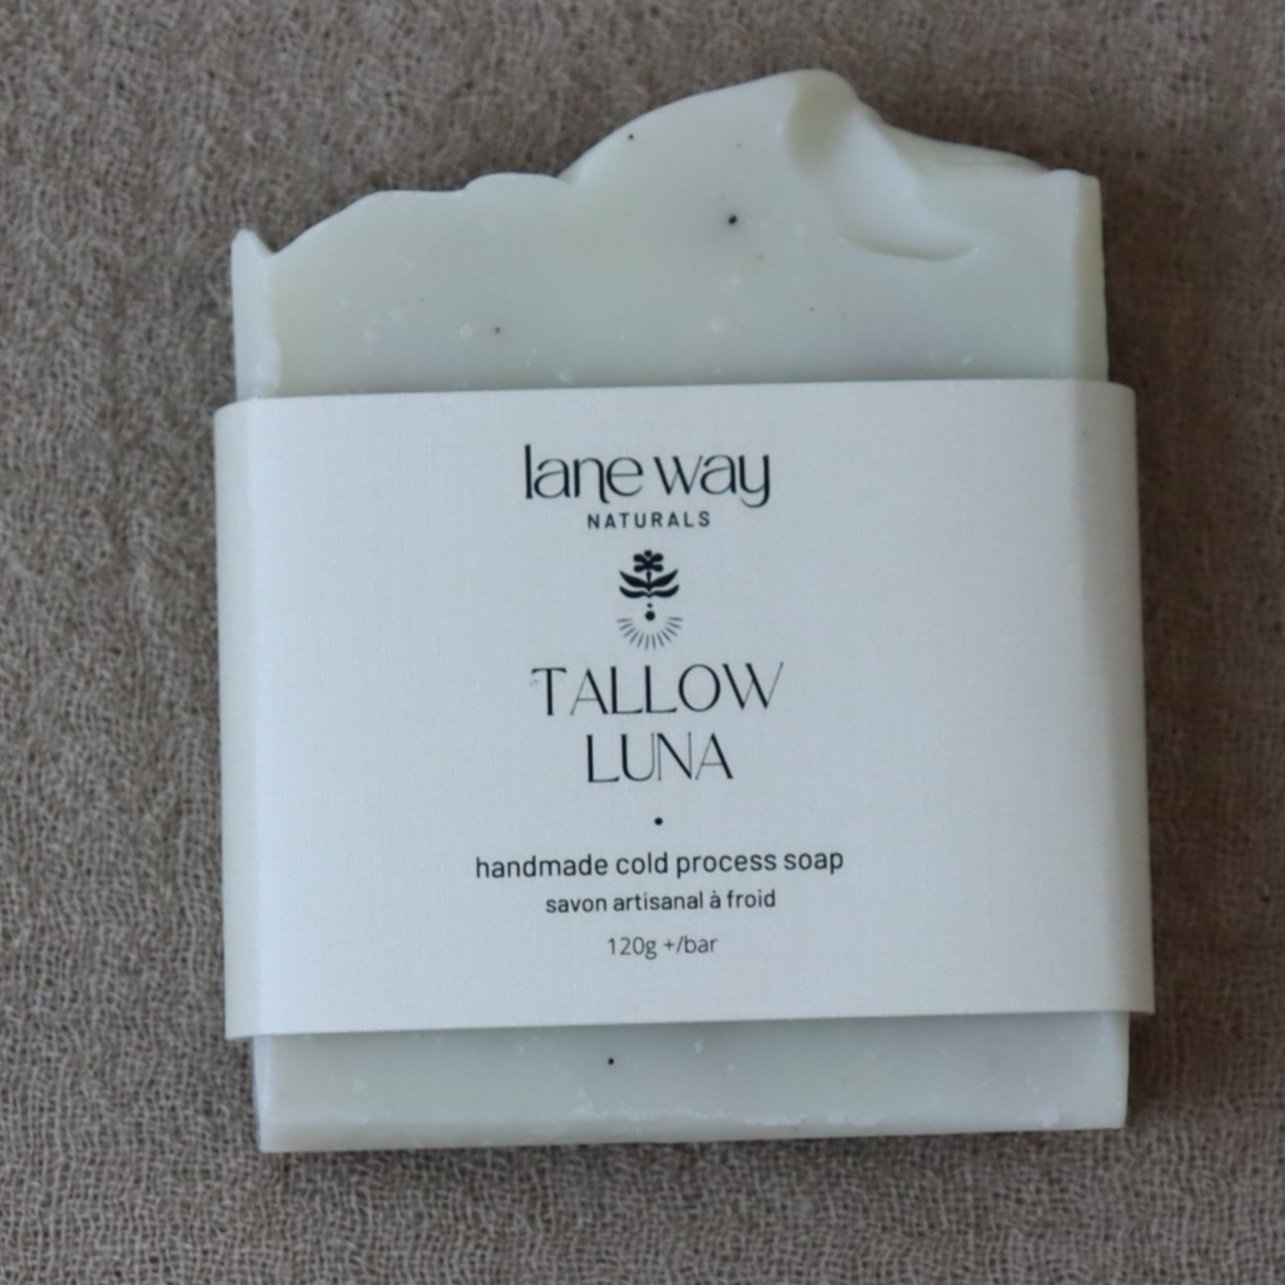 lane way
NATURALS
TALLOW
LUNA
handmade cold process soap
savon artisanal à froid
120g +/bar